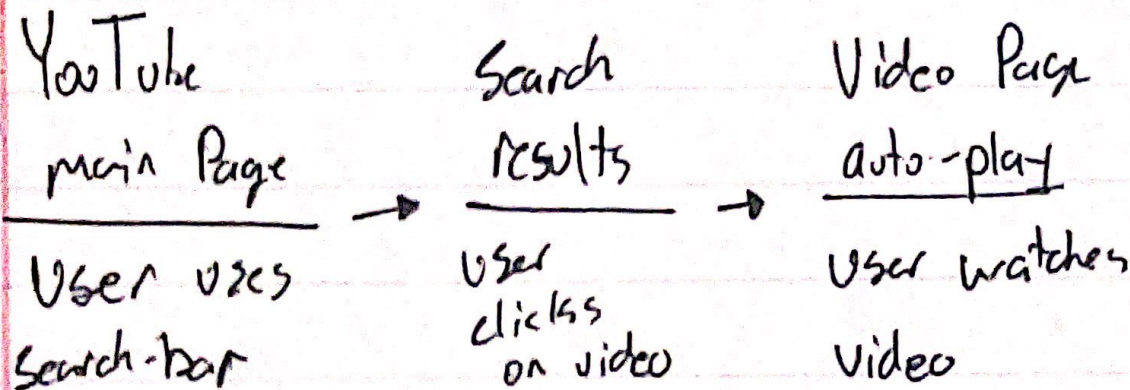 YouTube
main Page
User uses
search-bar
Search
results
user
clicks
on video
Video Page
auto-play
User watches
video